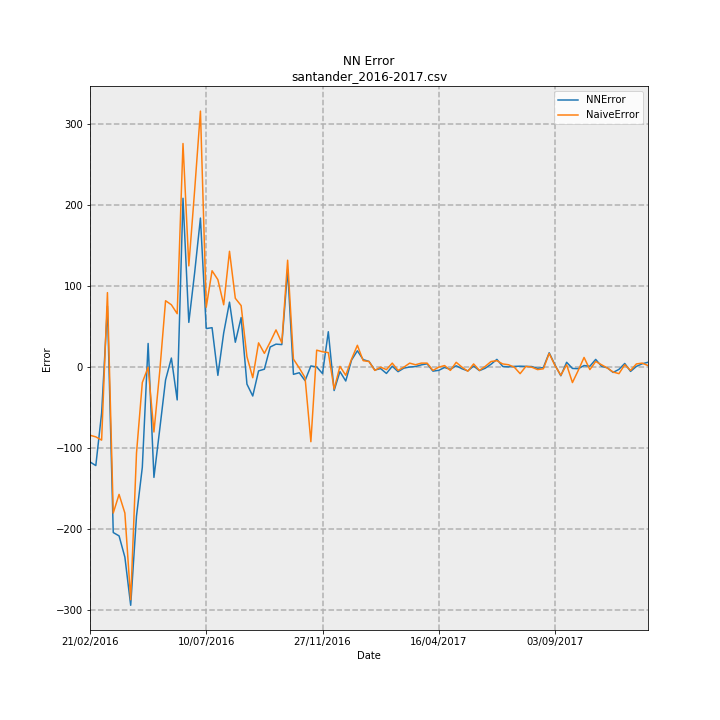 NN Error
santander_2016-2017.csv
NNError
NaiveError
300
200
100
0
−100
−200
−300
Error
21/02/2016
10/07/2016
27/11/2016
16/04/2017
03/09/2017
Date